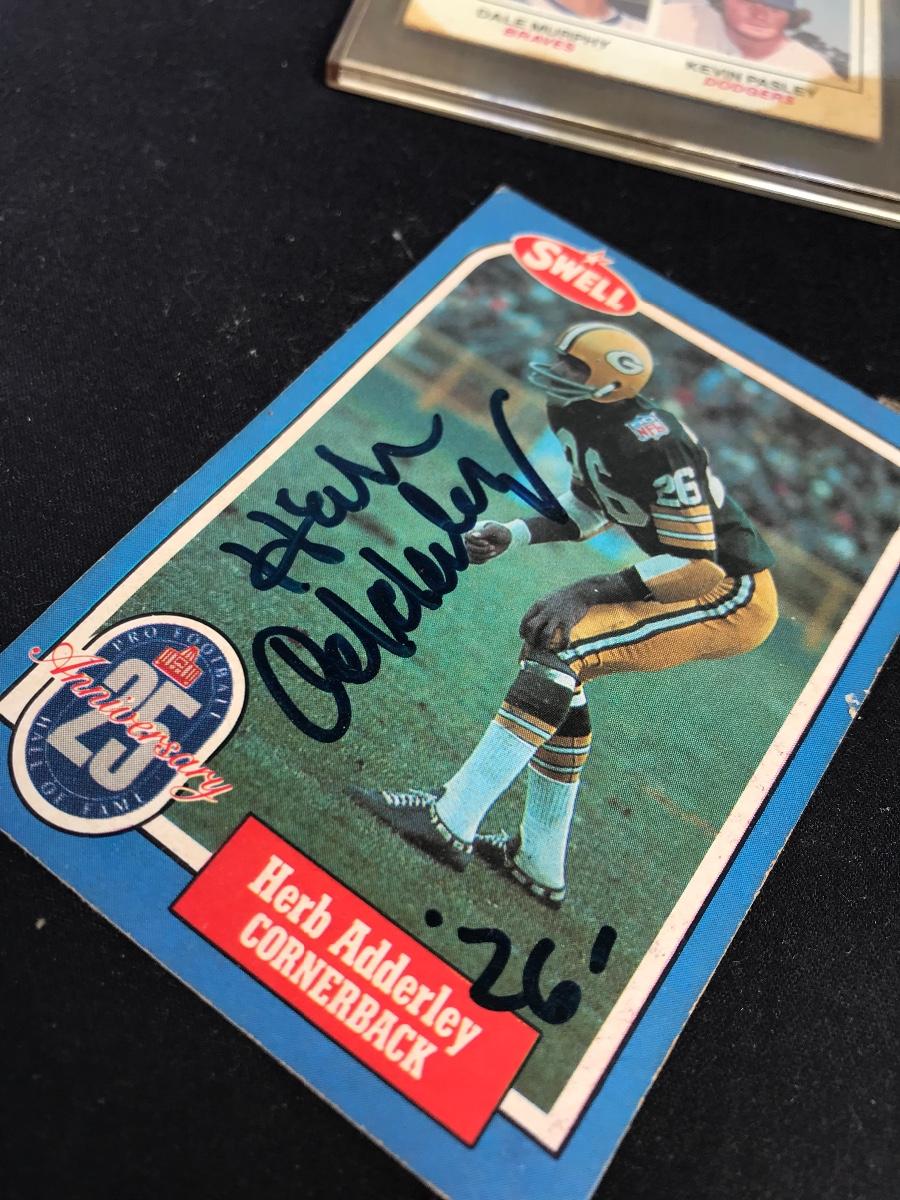 DALE MURPHY
BRAVES
KEVIN PASLEY
DODGERS
SWELL
G
NFL
26
26
Herb
Adderley
PRO FOOTBALL
25
Anniversary
HALL OF FAME
Herb Adderley
CORNERBACK
'26'